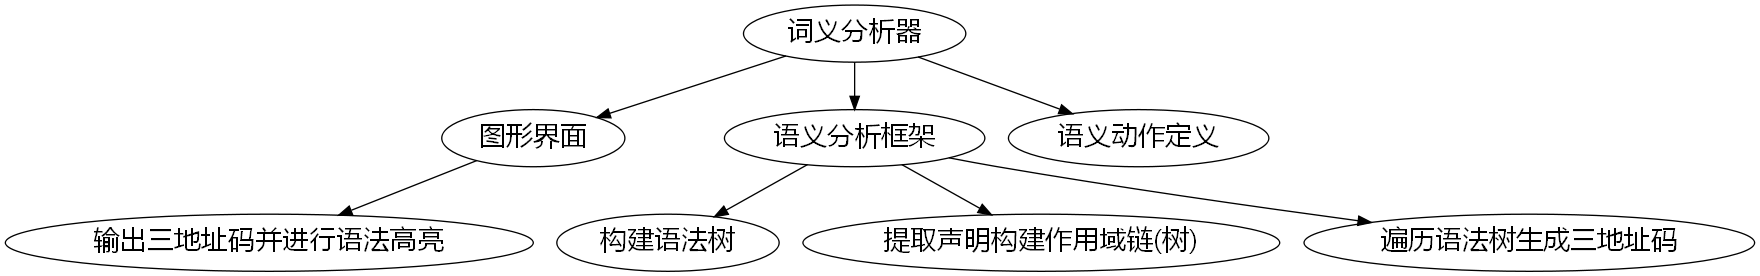 词义分析器
图形界面
语义分析框架
语义动作定义
输出三地址码并进行语法高亮
构建语法树
提取声明构建作用域链(树)
遍历语法树生成三地址码